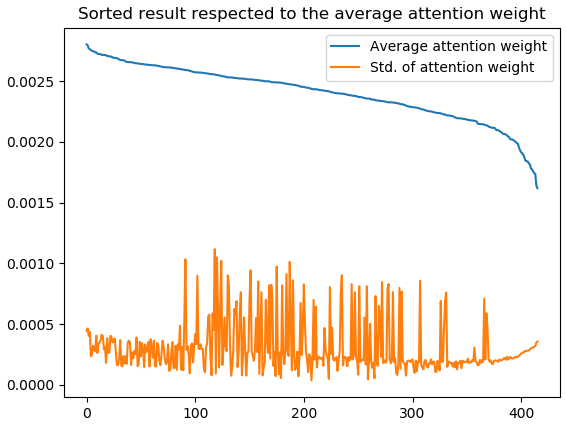 Sorted result respected to the average attention weight
Average attention weight
Std. of attention weight
0.0025
0.0020
0.0015
0.0010
0.0005
0.0000
0 100 200 300 400